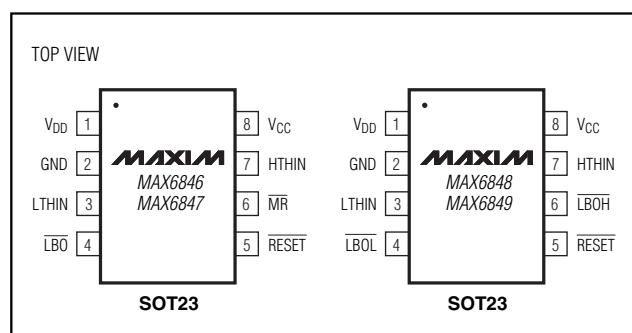 TOP VIEW
VDD 1 8 VCC VDD 1 8 VCC
GND 2 MAXIM 7 HTHIN GND 2 MAXIM 7 HTHIN
MAX6846 MAX6848
LTHIN 3 MAX6847 6 MR LTHIN 3 MAX6849 6 LBOH
LBO 4 5 RESET LBOL 4 5 RESET
SOT23 SOT23